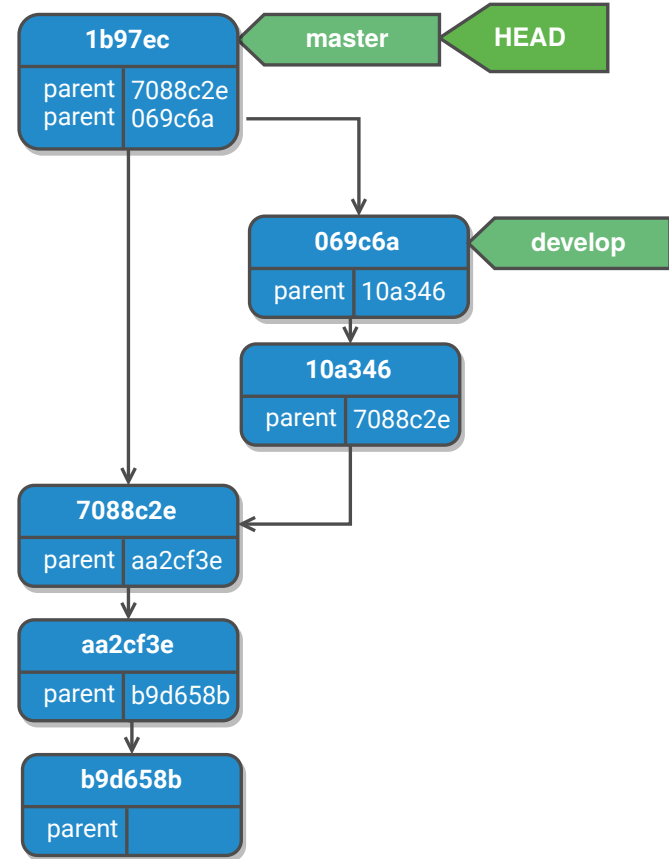 1b97ec
master
HEAD
parent 7088c2e
parent 069c6a
069c6a
develop
parent 10a346
10a346
parent 7088c2e
7088c2e
parent aa2cf3e
aa2cf3e
parent b9d658b
b9d658b
parent